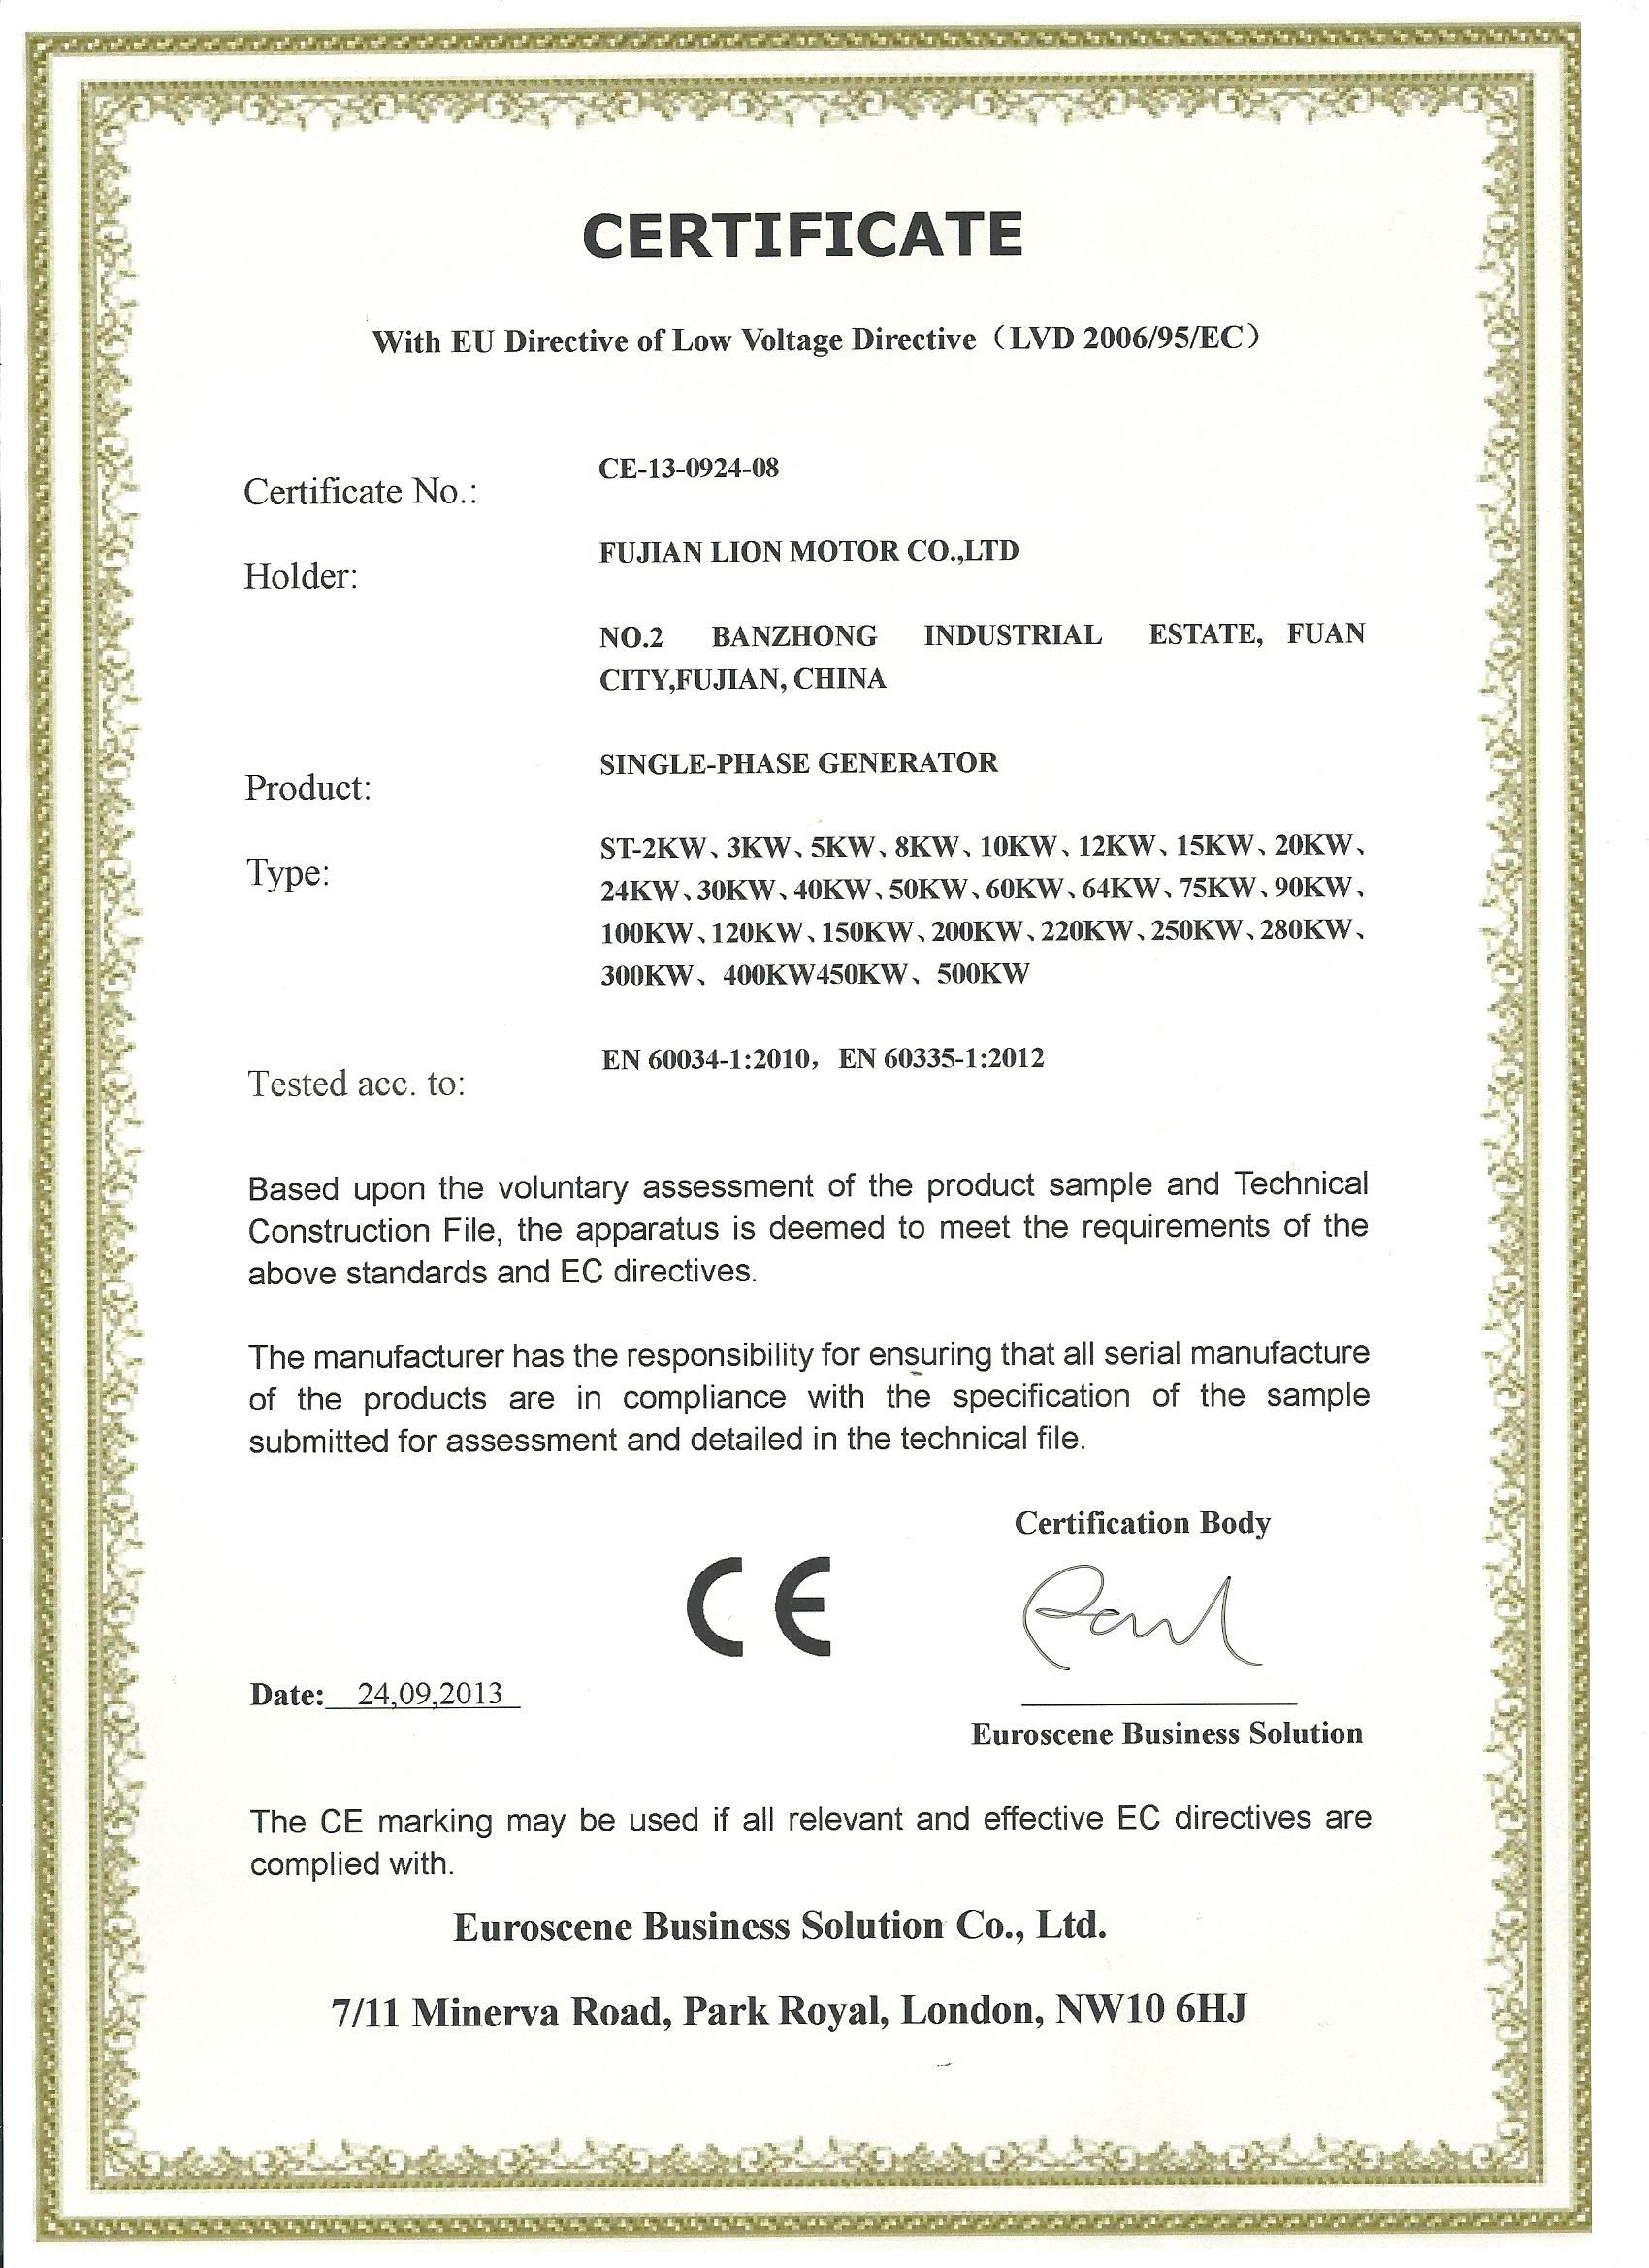 CERTIFICATE
With EU Directive of Low Voltage Directive（LVD 2006/95/EC）
Certificate No.: CE-13-0924-08
Holder: FUJIAN LION MOTOR CO.,LTD
NO.2 BANZHONG INDUSTRIAL ESTATE, FUAN
CITY,FUJIAN, CHINA
Product: SINGLE-PHASE GENERATOR
Type: ST-2KW、3KW、5KW、8KW、10KW、12KW、15KW、20KW、
24KW、30KW、40KW、50KW、60KW、64KW、75KW、90KW、
100KW、120KW、150KW、200KW、220KW、250KW、280KW、
300KW、400KW450KW、500KW
Tested acc. to: EN 60034-1:2010，EN 60335-1:2012
Based upon the voluntary assessment of the product sample and Technical
Construction File, the apparatus is deemed to meet the requirements of the
above standards and EC directives.
The manufacturer has the responsibility for ensuring that all serial manufacture
of the products are in compliance with the specification of the sample
submitted for assessment and detailed in the technical file.
Certification Body
CE
Paul
Date: 24,09,2013
Euroscene Business Solution
The CE marking may be used if all relevant and effective EC directives are
complied with.
Euroscene Business Solution Co., Ltd.
7/11 Minerva Road, Park Royal, London, NW10 6HJ